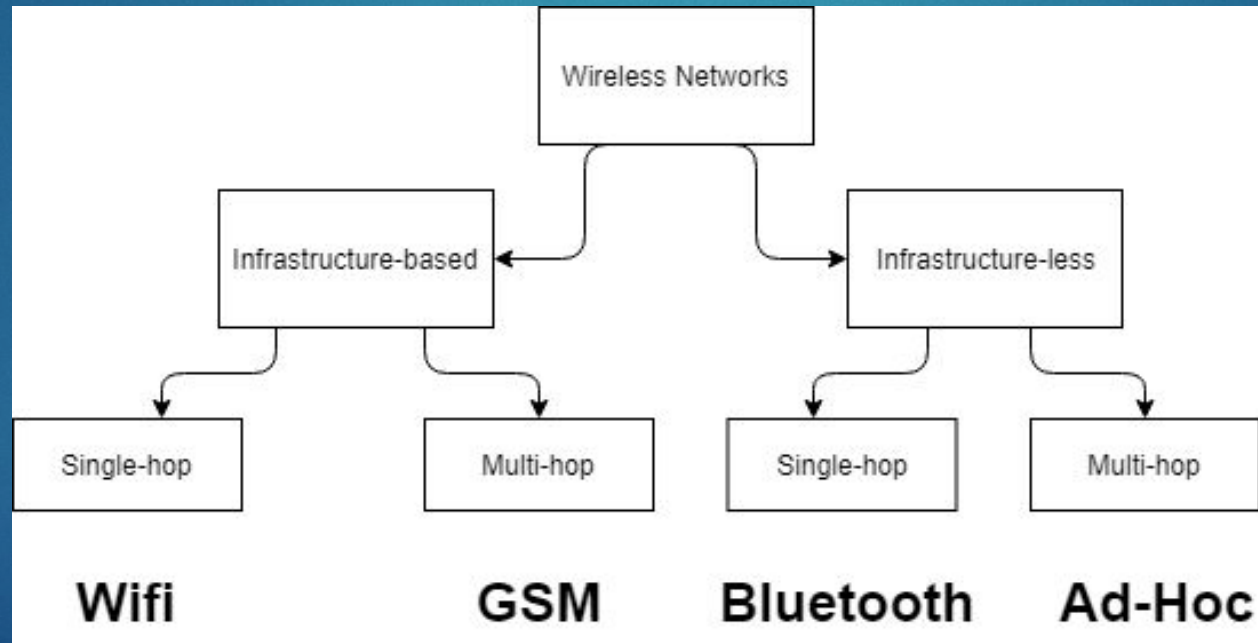 Wireless Networks
Infrastructure-based
Infrastructure-less
Single-hop
Multi-hop
Single-hop
Multi-hop
Wifi
GSM
Bluetooth
Ad-Hoc